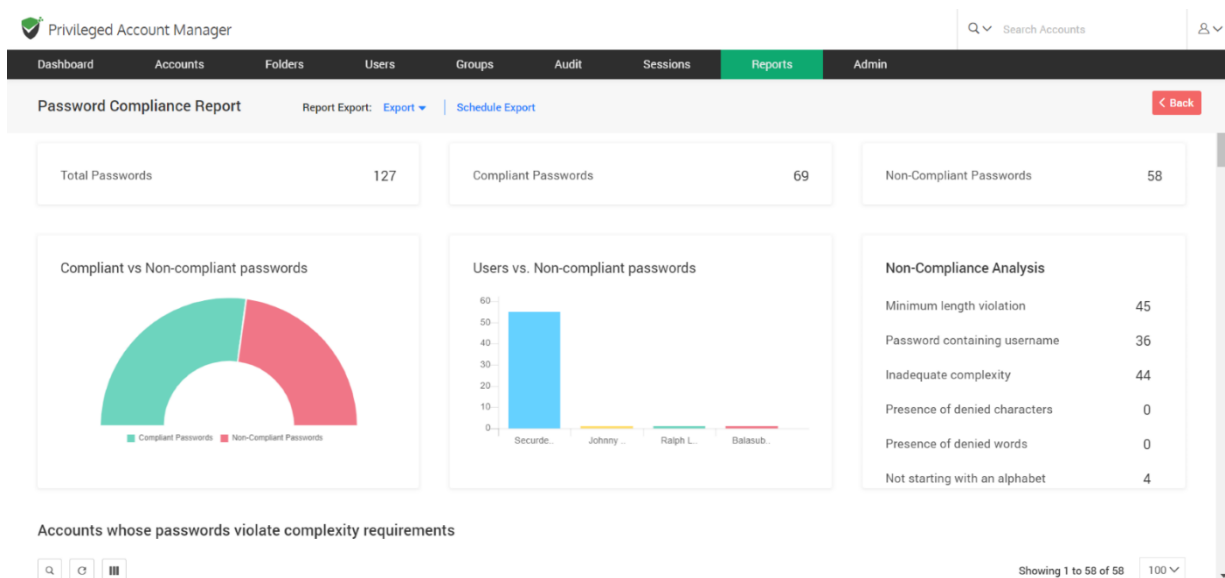 Privileged Account Manager
Search Accounts
Dashboard Accounts Folders Users Groups Audit Sessions Reports Admin
Password Compliance Report Report Export: Export Schedule Export < Back
Total Passwords 127
Compliant Passwords 69
Non-Compliant Passwords 58
Compliant vs Non-compliant passwords
Compliant Passwords Non-Compliant Passwords
Users vs. Non-compliant passwords
60
50
40
30
20
10
0
Securde.. Johnny .. Ralph L.. Balasub..
Non-Compliance Analysis
Minimum length violation 45
Password containing username 36
Inadequate complexity 44
Presence of denied characters 0
Presence of denied words 0
Not starting with an alphabet 4
Accounts whose passwords violate complexity requirements
Showing 1 to 58 of 58 100